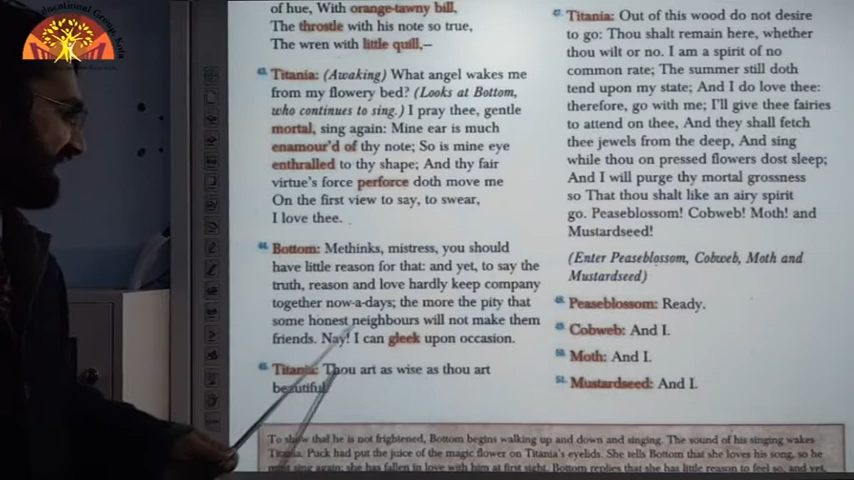 Educational Group, Kota
of hue, With orange-tawny bill,
The throstle with his note so true,
The wren with little quill,–
43. Titania: (Awaking) What angel wakes me
from my flowery bed? (Looks at Bottom,
who continues to sing.) I pray thee, gentle
mortal, sing again: Mine ear is much
enamour'd of thy note; So is mine eye
enthralled to thy shape; And thy fair
virtue's force perforce doth move me
On the first view to say, to swear,
I love thee.
44. Bottom: Methinks, mistress, you should
have little reason for that: and yet, to say the
truth, reason and love hardly keep company
together now-a-days; the more the pity that
some honest neighbours will not make them
friends. Nay! I can gleek upon occasion.
45. Titania: Thou art as wise as thou art
beautiful.
47. Titania: Out of this wood do not desire
to go: Thou shalt remain here, whether
thou wilt or no. I am a spirit of no
common rate; The summer still doth
tend upon my state; And I do love thee:
therefore, go with me; I'll give thee fairies
to attend on thee, And they shall fetch
thee jewels from the deep, And sing
while thou on pressed flowers dost sleep;
And I will purge thy mortal grossness
so That thou shalt like an airy spirit
go. Peaseblossom! Cobweb! Moth! and
Mustardseed!
(Enter Peaseblossom, Cobweb, Moth and
Mustardseed)
48. Peaseblossom: Ready.
49. Cobweb: And I.
50. Moth: And I.
51. Mustardseed: And I.
To show that he is not frightened, Bottom begins walking up and down and singing. The sound of his singing wakes
Titania. Puck had put the juice of the magic flower on Titania's eyelids. She tells Bottom that she loves his song, so he
must sing again; she has fallen in love with him at first sight. Bottom replies that she has little reason to feel so, and yet,